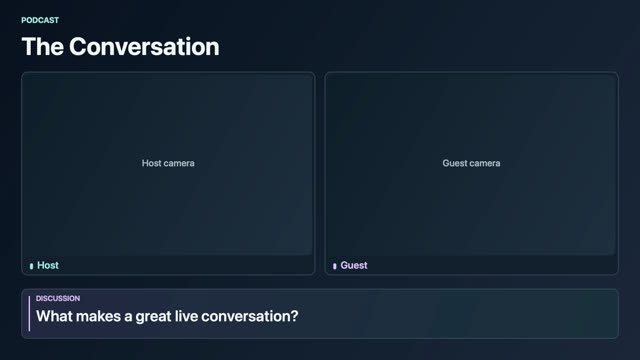 PODCAST
The Conversation
Host camera
Guest camera
Host
Guest
DISCUSSION
What makes a great live conversation?